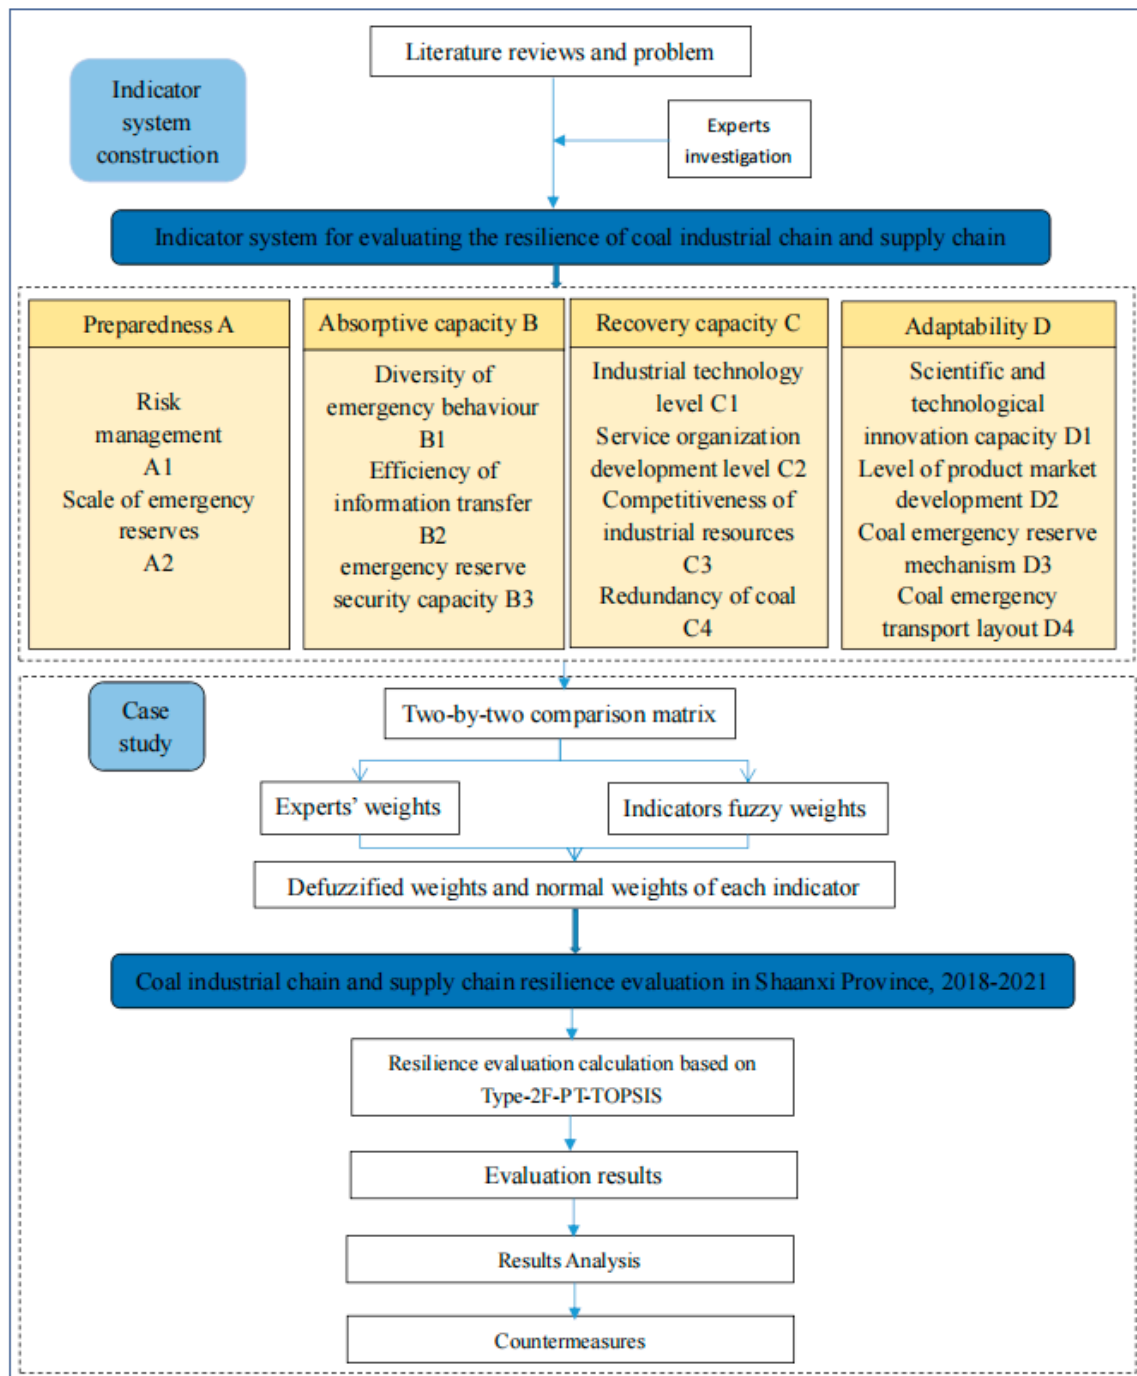 Literature reviews and problem
Indicator
system
construction
Experts
investigation
Indicator system for evaluating the resilience of coal industrial chain and supply chain
Preparedness A
Risk
management
A1
Scale of emergency
reserves
A2
Absorptive capacity B
Diversity of
emergency behaviour
B1
Efficiency of
information transfer
B2
emergency reserve
security capacity B3
Recovery capacity C
Industrial technology
level C1
Service organization
development level C2
Competitiveness of
industrial resources
C3
Redundancy of coal
C4
Adaptability D
Scientific and
technological
innovation capacity D1
Level of product market
development D2
Coal emergency reserve
mechanism D3
Coal emergency
transport layout D4
Case
study
Two-by-two comparison matrix
Experts’ weights
Indicators fuzzy weights
Defuzzified weights and normal weights of each indicator
Coal industrial chain and supply chain resilience evaluation in Shaanxi Province, 2018-2021
Resilience evaluation calculation based on
Type-2F-PT-TOPSIS
Evaluation results
Results Analysis
Countermeasures